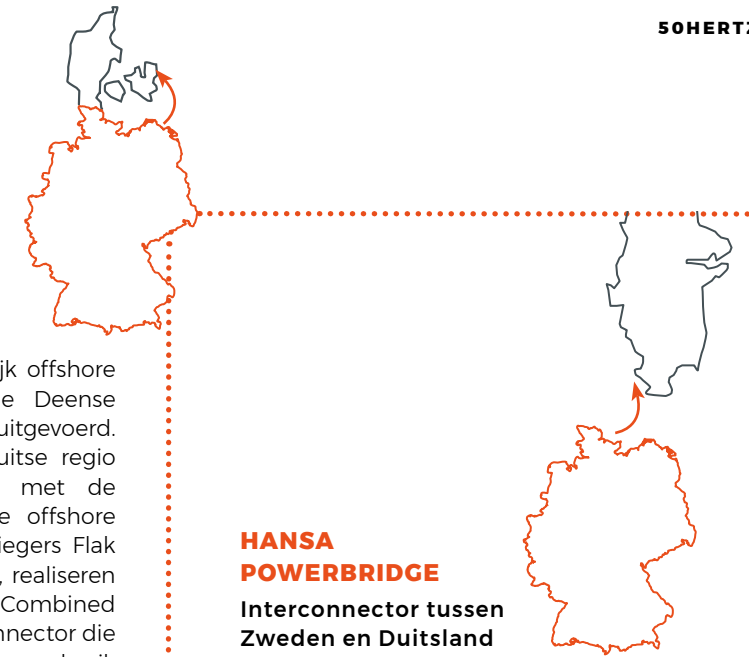 50HERTZ
jk offshore
e Deense
uitgevoerd.
uitse regio
met de
e offshore
iegers Flak
, realiseren
Combined
nnector die
HANSA
POWERBRIDGE
Interconnector tussen
Zweden en Duitsland